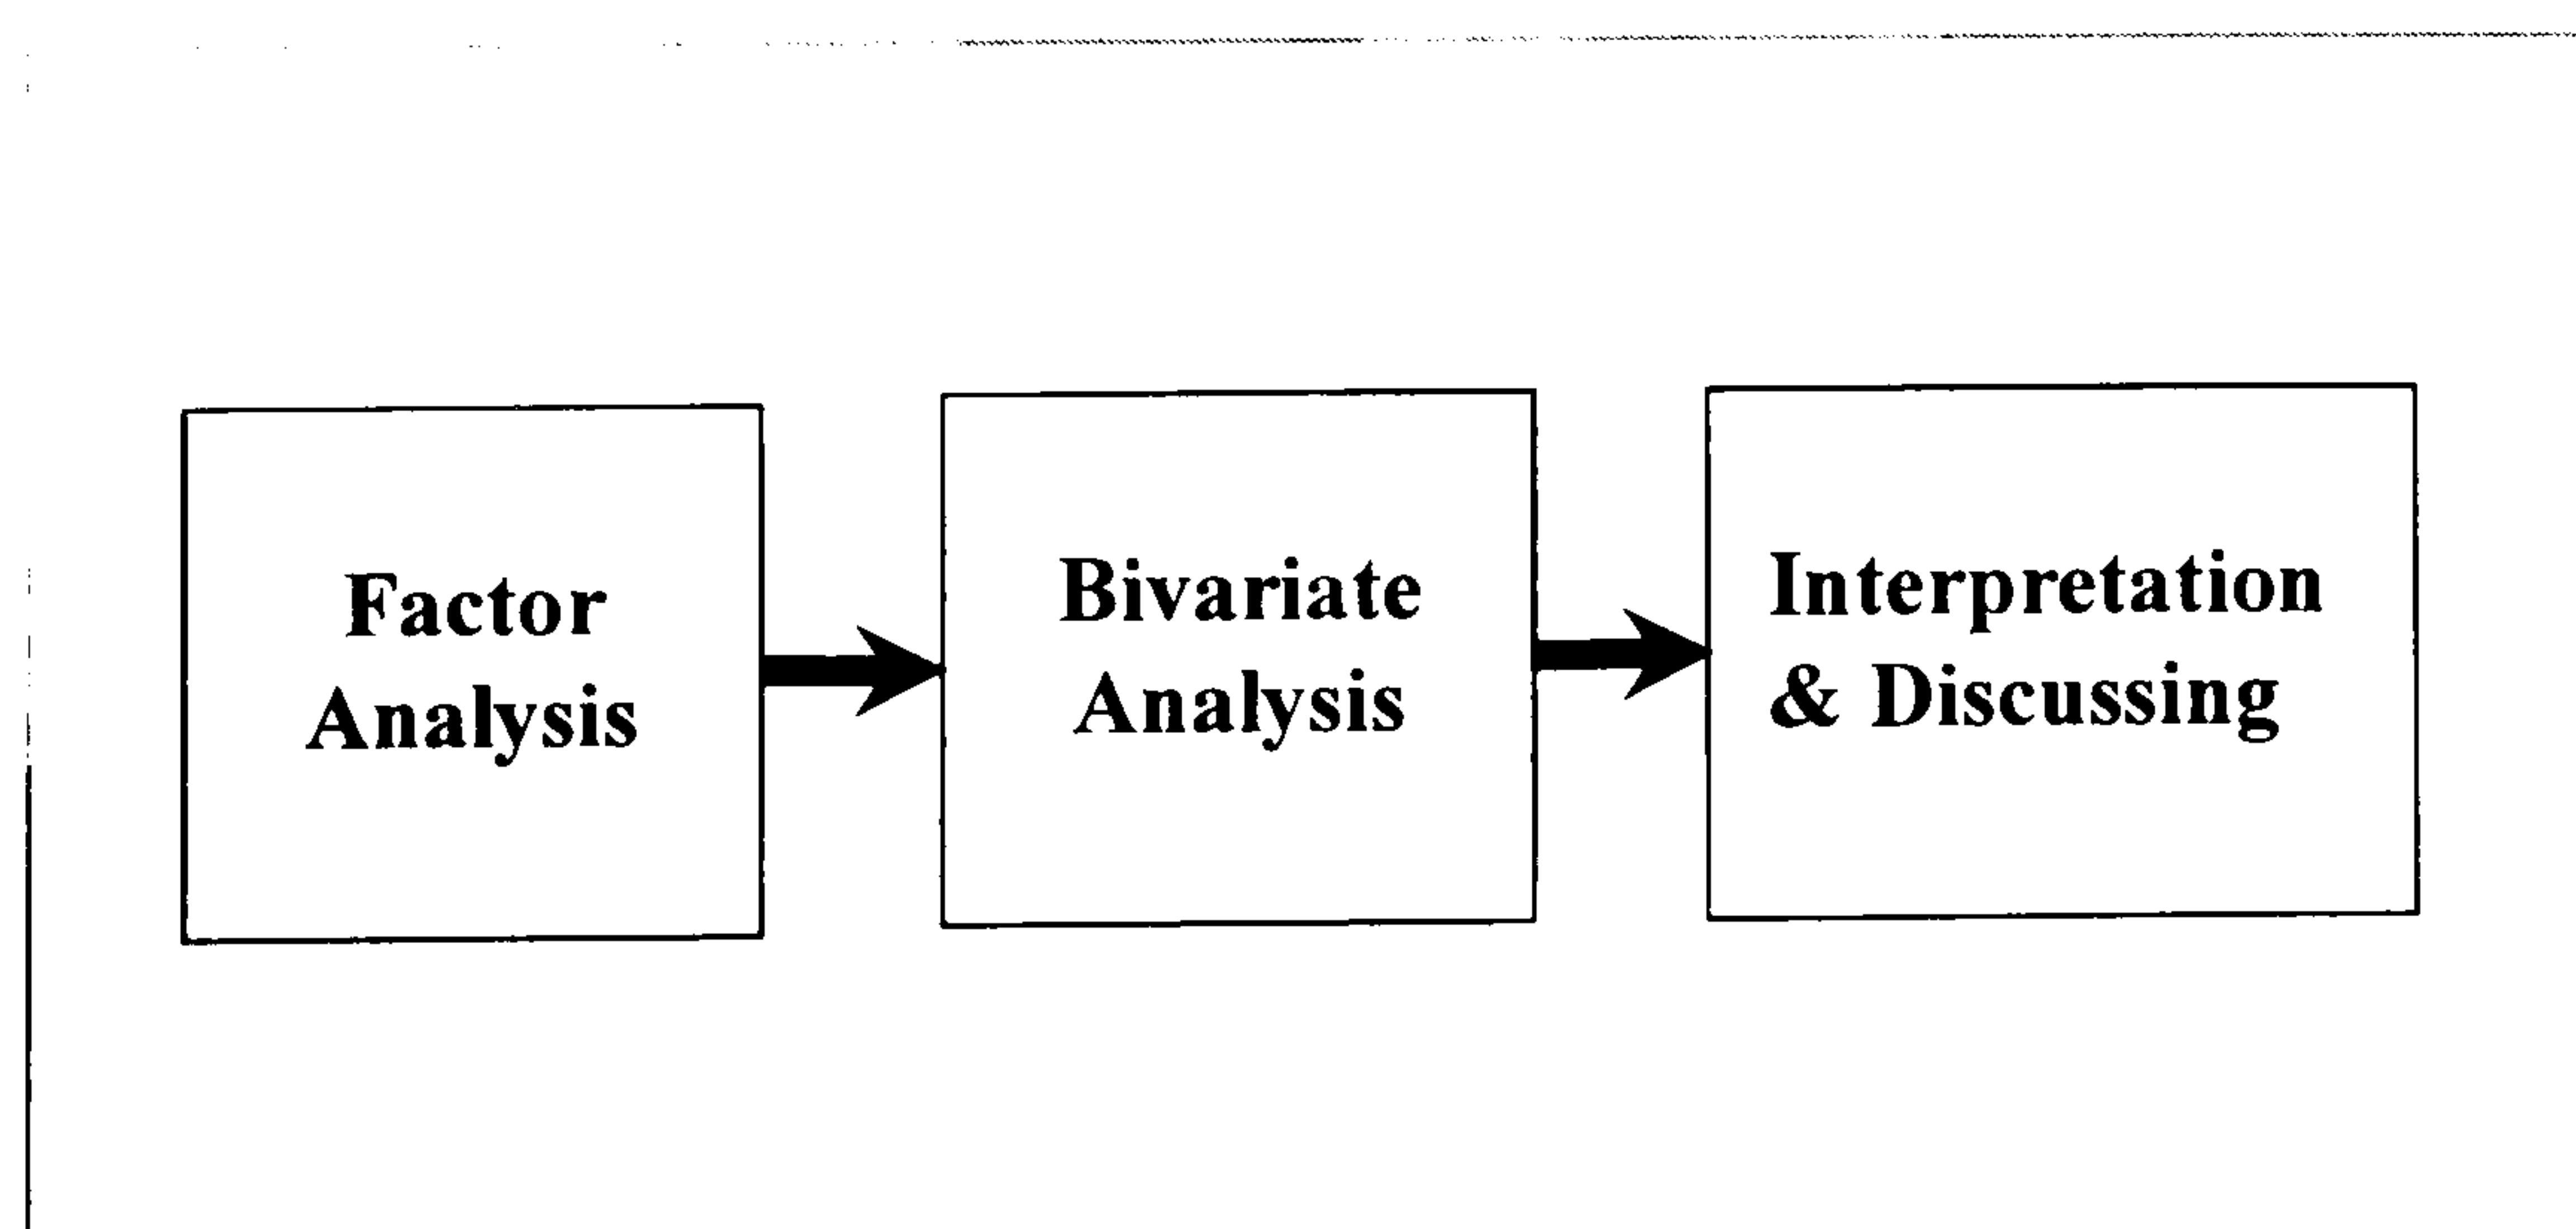 Factor
Analysis
Bivariate
Analysis
Interpretation
& Discussing